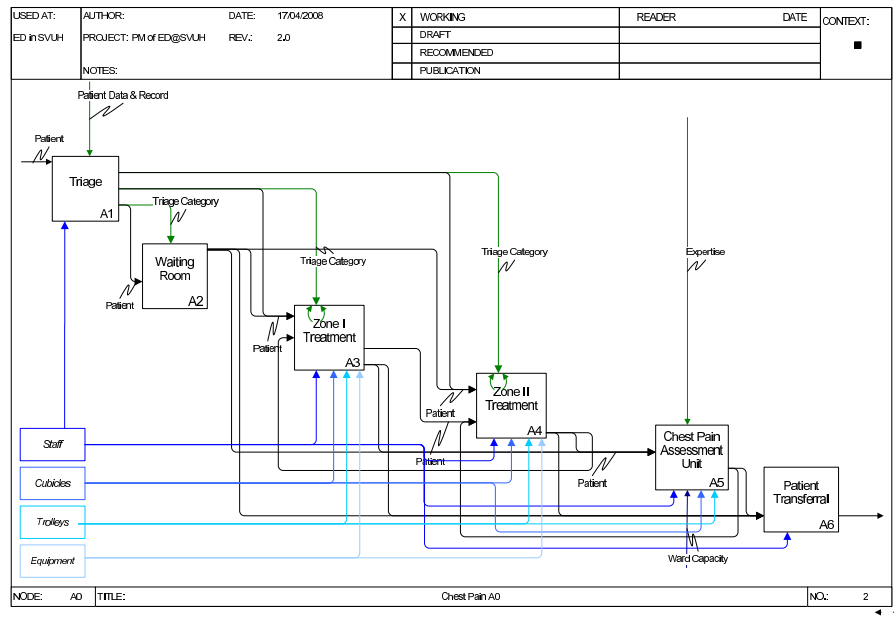 USED AT: AUTHOR: DATE: 17/04/2008 X WORKING READER DATE CONTEXT:
ED in SVUH PROJECT: PM of ED@SVUH REV.: 2.0 DRAFT
RECOMMENDED
NOTES: PUBLICATION
Patient Data & Record
Patient
Triage
A1
Triage Category
Waiting
Room
A2
Patient
Triage Category
Triage Category
Expertise
Zone I
Treatment
A3
Patient
Zone II
Treatment
A4
Patient
Patient
Staff
Chest Pain
Assessment
Unit
A5
Patient
Cubicles
Patient
Transferral
A6
Trolleys
Equipment
Ward Capacity
NODE: A0 TITLE: Chest Pain A0 NO.: 2